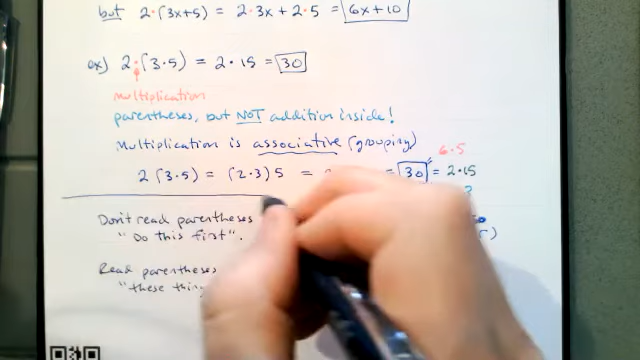 but 2·(3x+5) = 2·3x + 2·5 = 6x+10
ex) 2·(3·5) = 2·15 = 30
multiplication
parentheses, but NOT addition inside!
Multiplication is associative (grouping)
6·5
2(3·5) = (2·3)5 = = 30 = 2·15
Don't read parentheses
"Do this first".
Read parentheses
"these